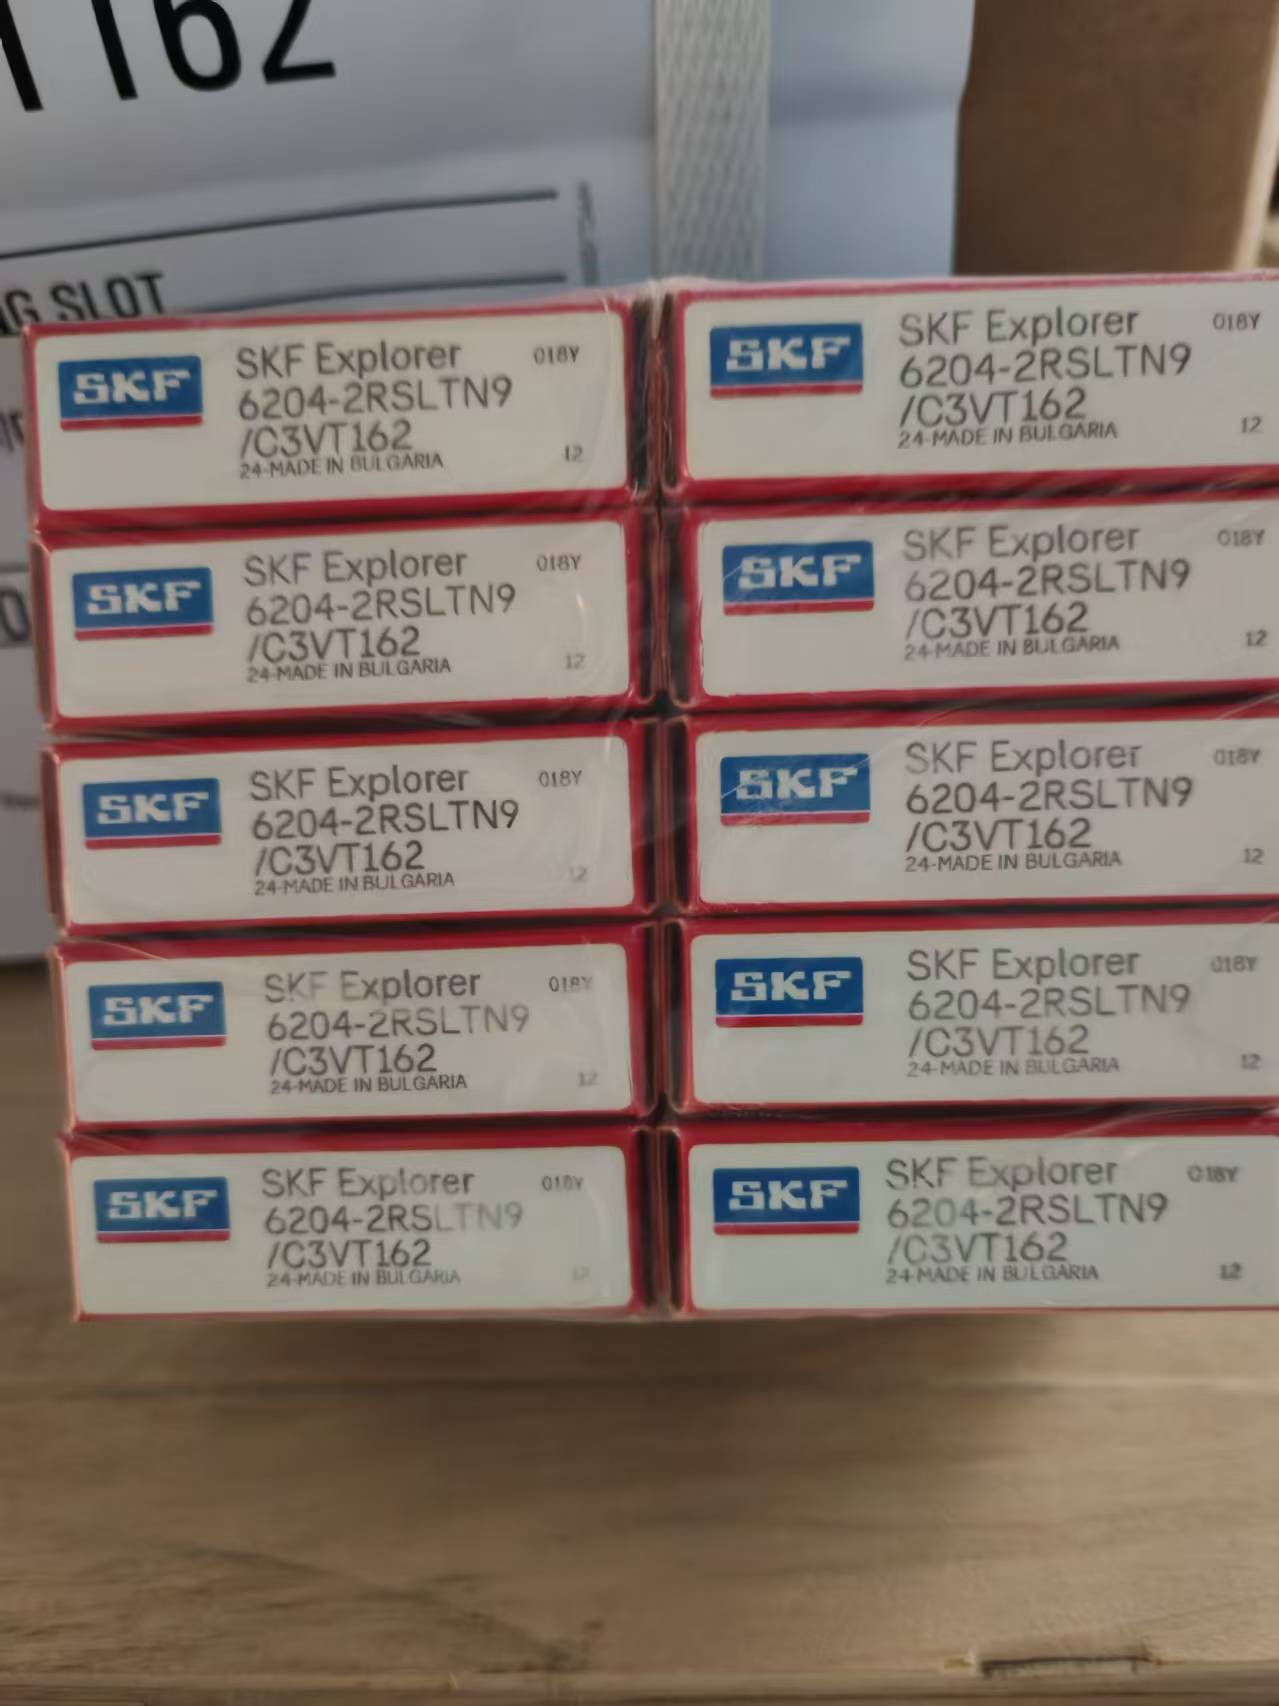 162
G SLOT
SKF
SKF Explorer 018Y
6204-2RSLTN9
/C3VT162
24-MADE IN BULGARIA 12
SKF
SKF Explorer 018Y
6204-2RSLTN9
/C3VT162
24-MADE IN BULGARIA 12
SKF
SKF Explorer 018Y
6204-2RSLTN9
/C3VT162
24-MADE IN BULGARIA 12
SKF
SKF Explorer 018Y
6204-2RSLTN9
/C3VT162
24-MADE IN BULGARIA 12
SKF
SKF Explorer 018Y
6204-2RSLTN9
/C3VT162
24-MADE IN BULGARIA 12
SKF
SKF Explorer 018Y
6204-2RSLTN9
/C3VT162
24-MADE IN BULGARIA 12
SKF
SKF Explorer 018Y
6204-2RSLTN9
/C3VT162
24-MADE IN BULGARIA 12
SKF
SKF Explorer 018Y
6204-2RSLTN9
/C3VT162
24-MADE IN BULGARIA 12
SKF
SKF Explorer 018Y
6204-2RSLTN9
/C3VT162
24-MADE IN BULGARIA 12
SKF
SKF Explorer 018Y
6204-2RSLTN9
/C3VT162
24-MADE IN BULGARIA 12